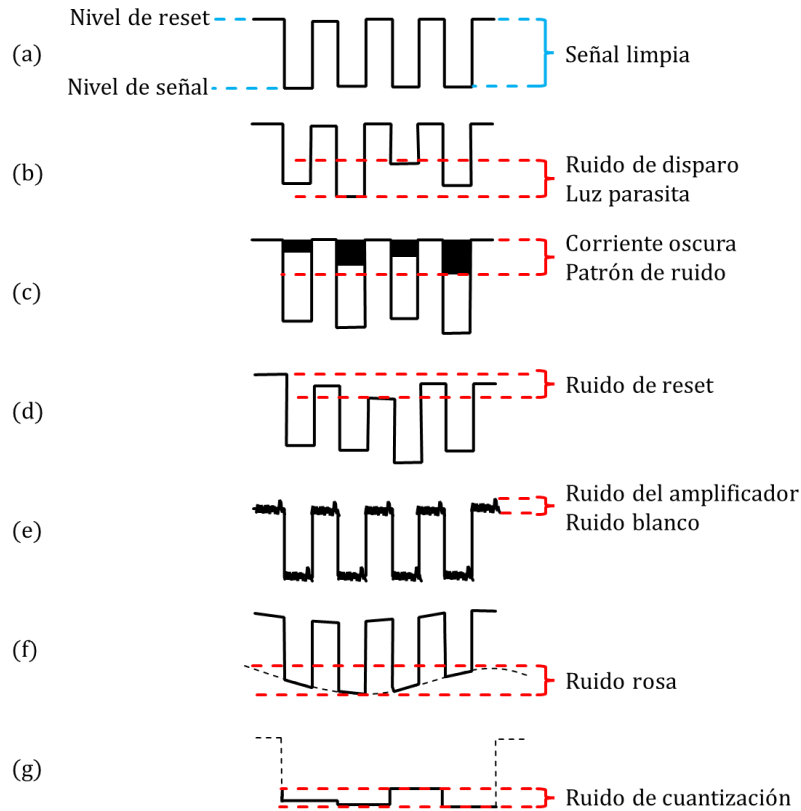 Nivel de reset
(a)
Señal limpia
Nivel de señal
(b)
Ruido de disparo
Luz parasita
(c)
Corriente oscura
Patrón de ruido
(d)
Ruido de reset
(e)
Ruido del amplificador
Ruido blanco
(f)
Ruido rosa
(g)
Ruido de cuantización